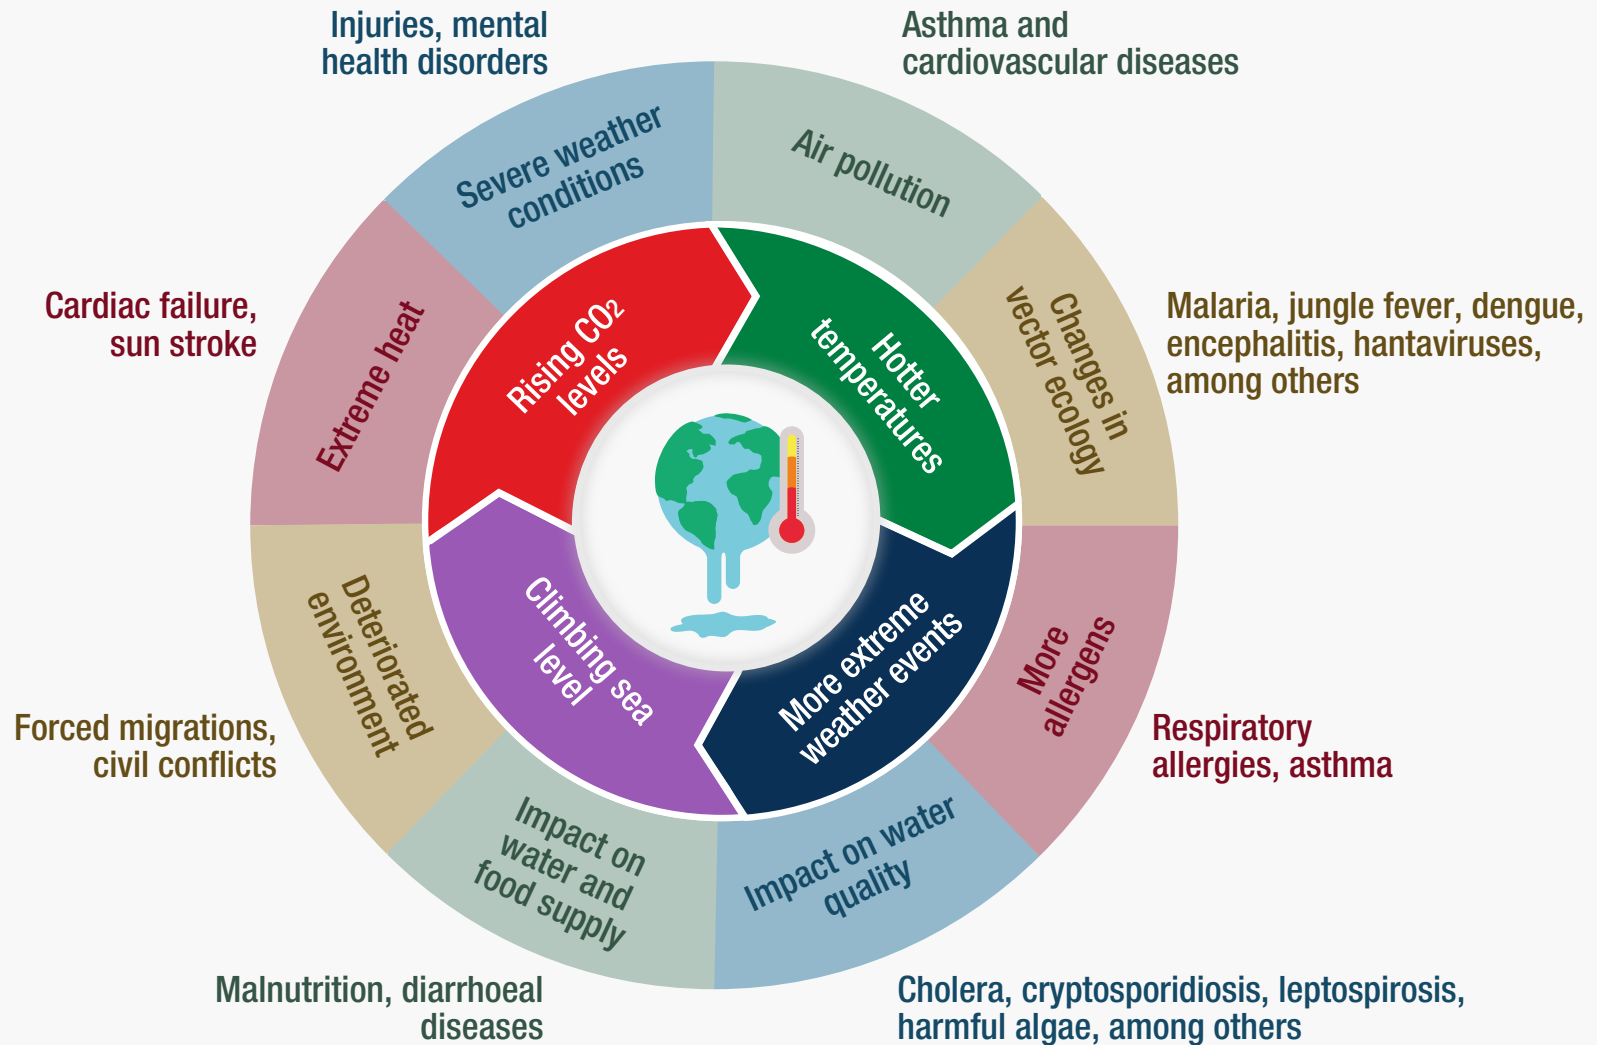 Injuries, mental
health disorders
Asthma and
cardiovascular diseases
Severe weather
conditions
Air pollution
Cardiac failure,
sun stroke
Extreme heat
Changes in
vector ecology
Malaria, jungle fever, dengue,
encephalitis, hantaviruses,
among others
Rising CO₂
levels
Hotter
temperatures
Climbing sea
level
More extreme
weather events
Deteriorated
environment
More
allergens
Forced migrations,
civil conflicts
Respiratory
allergies, asthma
Impact on
water and
food supply
Impact on water
quality
Malnutrition, diarrhoeal
diseases
Cholera, cryptosporidiosis, leptospirosis,
harmful algae, among others